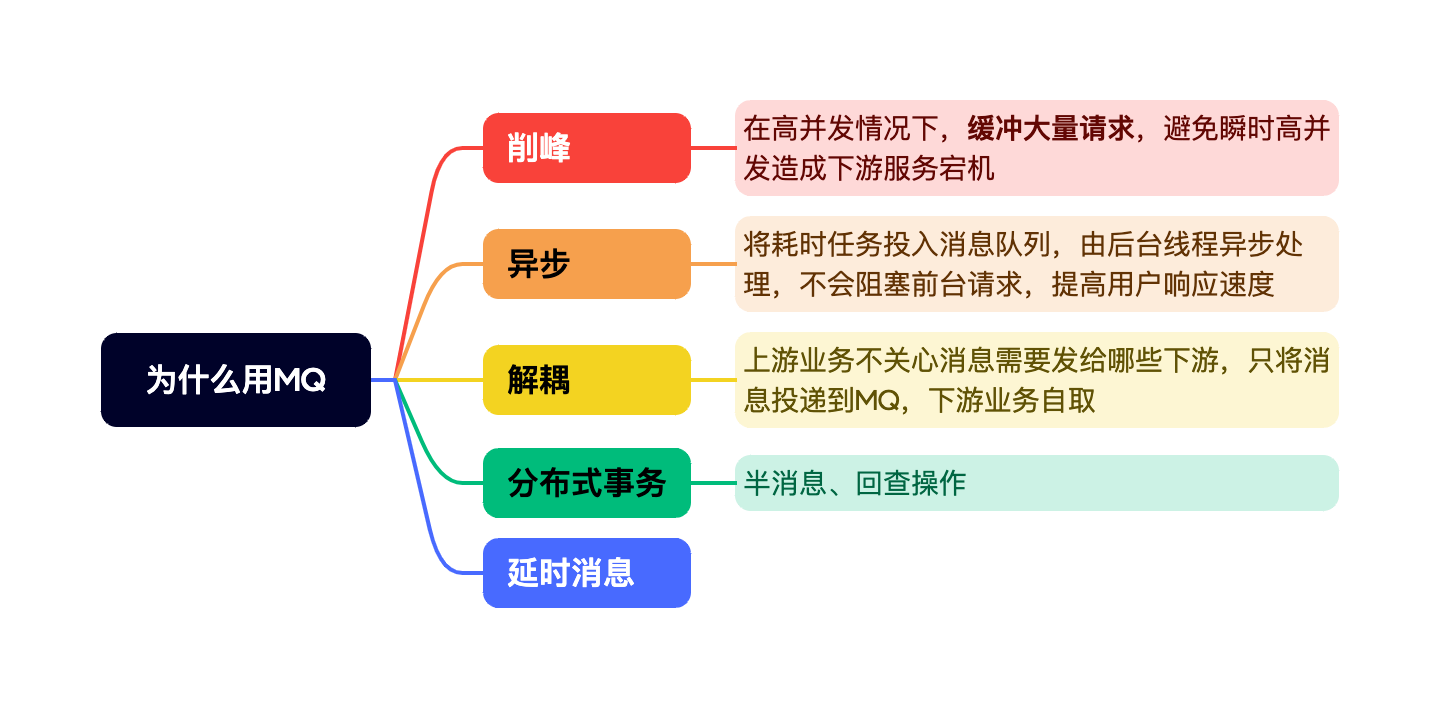 为什么用MQ
削峰
在高并发情况下，缓冲大量请求，避免瞬时高并
发造成下游服务宕机
异步
将耗时任务投入消息队列，由后台线程异步处
理，不会阻塞前台请求，提高用户响应速度
解耦
上游业务不关心消息需要发给哪些下游，只将消
息投递到MQ，下游业务自取
分布式事务
半消息、回查操作
延时消息